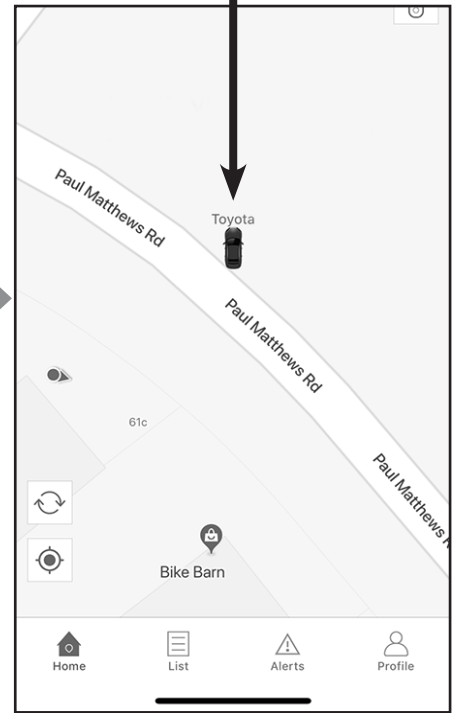 Paul Matthews Rd
Toyota
Paul Matthews Rd
61c
Paul Matthews
Bike Barn
Home
List
Alerts
Profile